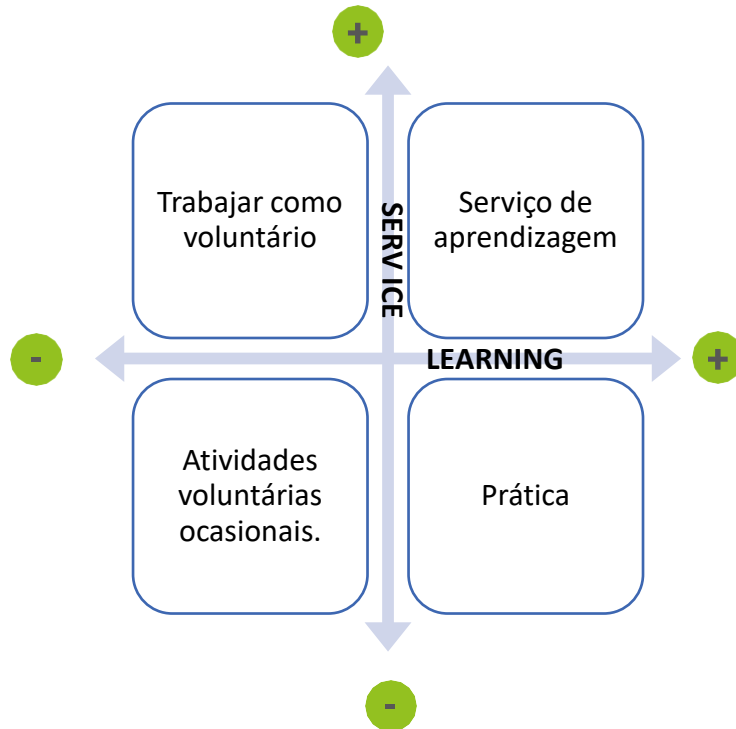 +
Trabajar como
voluntário
SERV ICE
Serviço de
aprendizagem
-
LEARNING
+
Atividades
voluntárias
ocasionais.
Prática
-